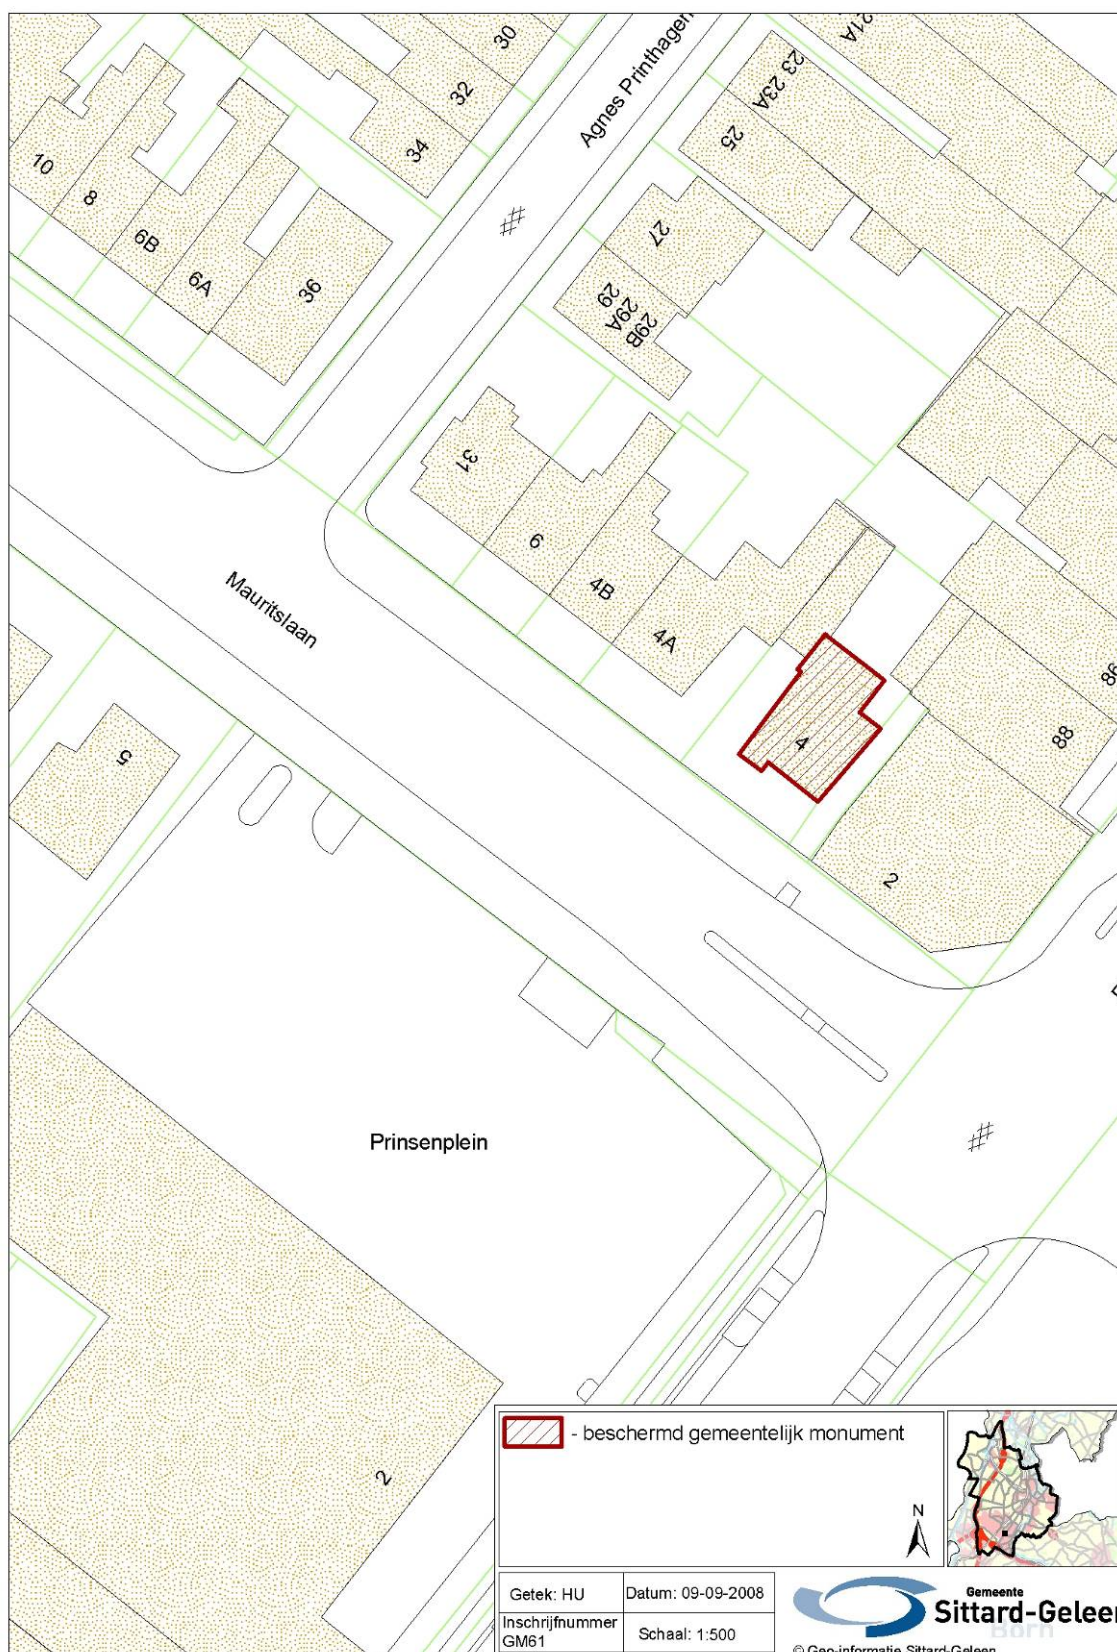 30
32
34
Agnes Printhagen
21A
23 23A
25
27
29
29A
29B
10
8
6B
6A
36
31
6
4B
4A
4
2
88
98
Mauritslaan
5
Prinsenplein
2
- beschermd gemeentelijk monument
N
Getek: HU
Datum: 09-09-2008
Inschrijfnummer
GM61
Schaal: 1:500
Gemeente
Sittard-Geleen
Born
© Geo-informatie Sittard-Geleen